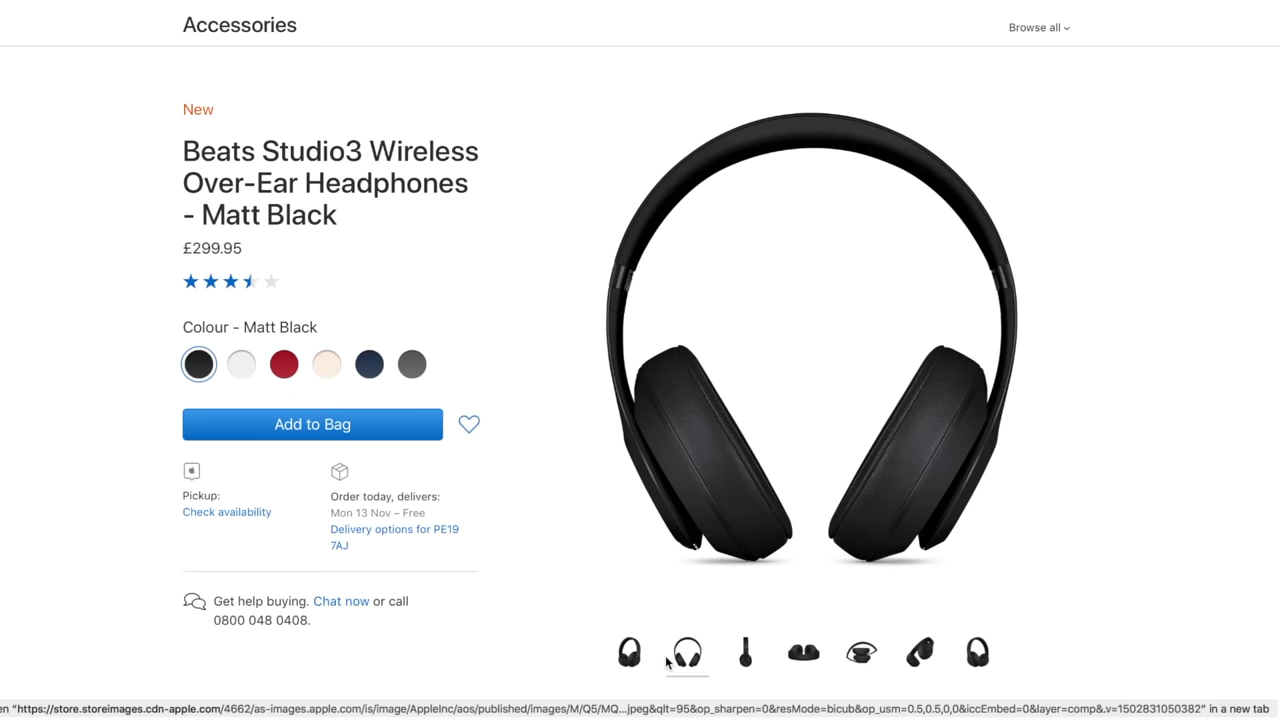 Accessories
Browse all
New
Beats Studio3 Wireless
Over-Ear Headphones
- Matt Black
£299.95
Colour - Matt Black
Add to Bag
Pickup:
Check availability
Order today, delivers:
Mon 13 Nov – Free
Delivery options for PE19
7AJ
Get help buying. Chat now or call
0800 048 0408.
en "https://store.storeimages.cdn-apple.com/4662/as-images.apple.com/is/image/AppleInc/aos/published/images/M/Q5/MQ...jpeg&qlt=95&op_sharpen=0&resMode=bicub&op_usm=0.5,0.5,0,0&iccEmbed=0&layer=comp&.v=1502831050382" in a new tab